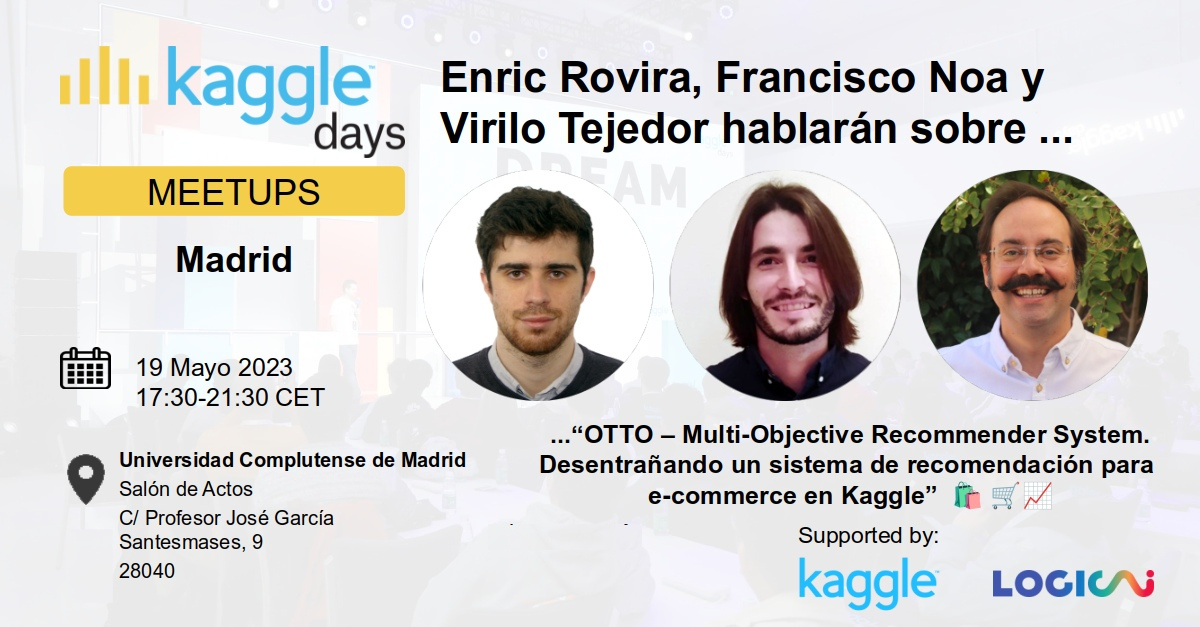 kaggle
days
MEETUPS
Madrid
19 Mayo 2023
17:30-21:30 CET
Universidad Complutense de Madrid
Salón de Actos
C/ Profesor José García
Santesmases, 9
28040
Enric Rovira, Francisco Noa y
Virilo Tejedor hablarán sobre ...
DREAM
kaggle
...“OTTO – Multi-Objective Recommender System.
Desentrañando un sistema de recomendación para
e-commerce en Kaggle” 🛍️ 🛒 📈
Supported by:
kaggle
LOGICAI